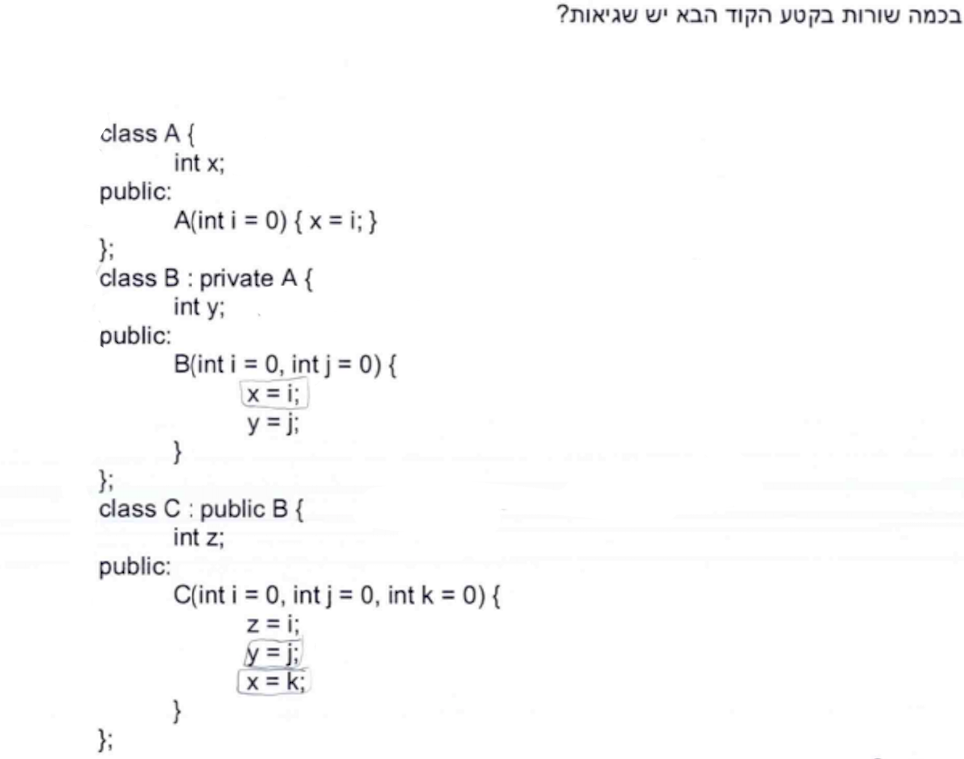 בכמה שורות בקטע הקוד הבא יש שגיאות?
class A {
int x;
public:
A(int i = 0) { x = i; }
};
class B : private A {
int y;
public:
B(int i = 0, int j = 0) {
x = i;
y = j;
}
};
class C : public B {
int z;
public:
C(int i = 0, int j = 0, int k = 0) {
z = i;
y = j;
x = k;
}
};